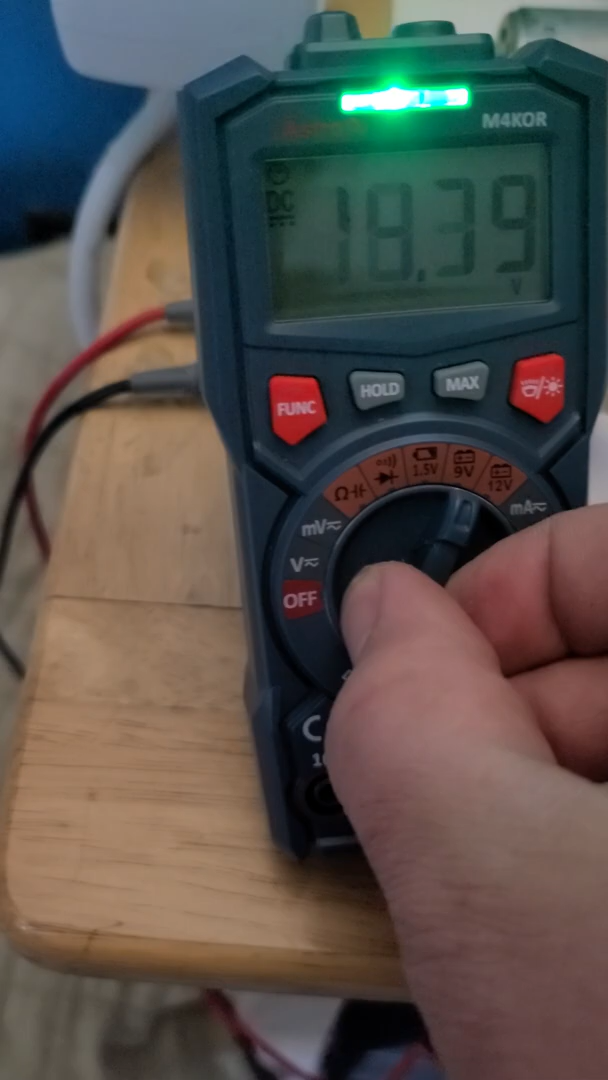 M4KOR
DC
18.39
V
FUNC
HOLD
MAX
Ω
1.5V
9V
12V
mV
mA
V
OFF
C